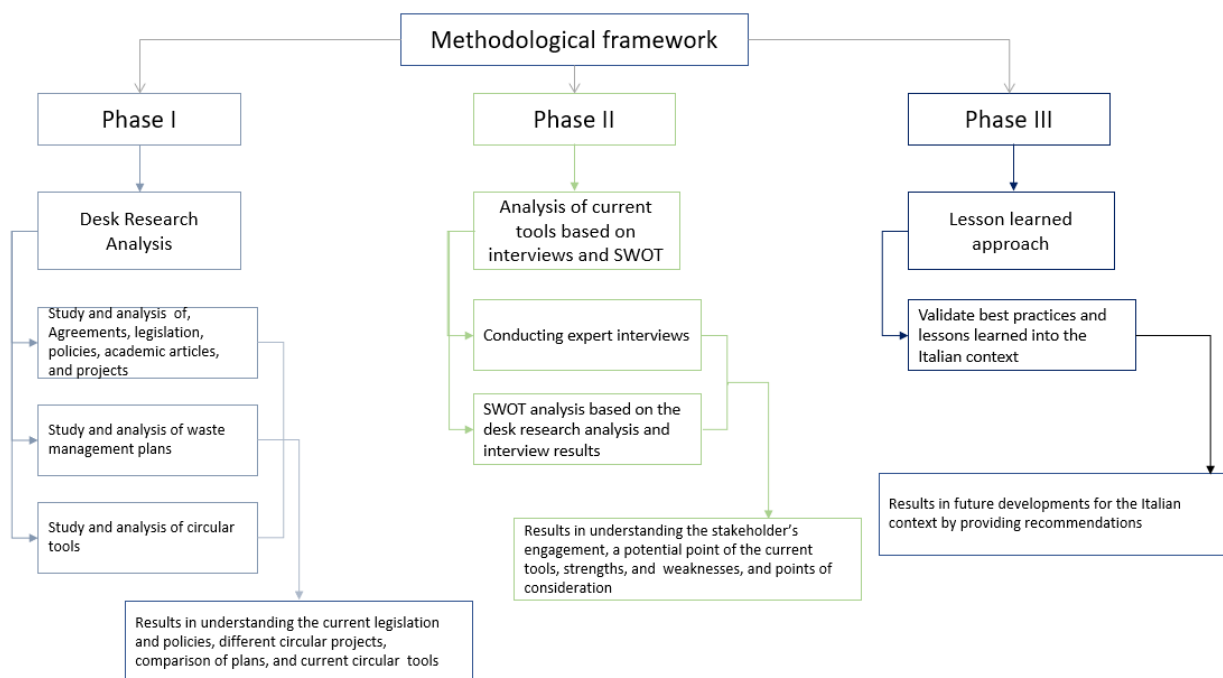 Methodological framework
Phase I
Phase II
Phase III
Desk Research
Analysis
Analysis of current
tools based on
interviews and SWOT
Lesson learned
approach
Study and analysis of,
Agreements, legislation,
policies, academic articles,
and projects
Conducting expert interviews
Validate best practices and
lessons learned into the
Italian context
Study and analysis of waste
management plans
SWOT analysis based on the
desk research analysis and
interview results
Study and analysis of circular
tools
Results in future developments for the Italian
context by providing recommendations
Results in understanding the stakeholder's
engagement, a potential point of the current
tools, strengths, and weaknesses, and points of
consideration
Results in understanding the current legislation
and policies, different circular projects,
comparison of plans, and current circular tools